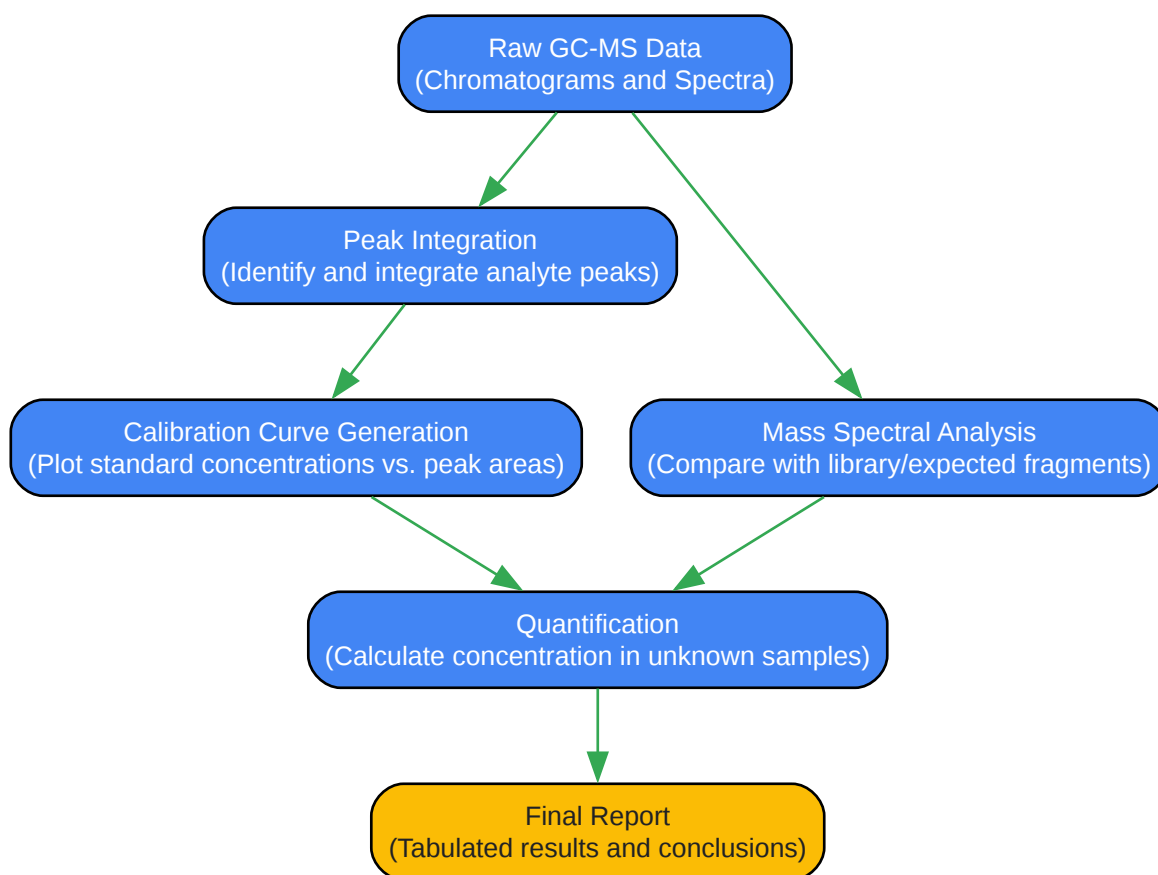 Raw GC-MS Data
(Chromatograms and Spectra)
Peak Integration
(Identify and integrate analyte peaks)
Calibration Curve Generation
(Plot standard concentrations vs. peak areas)
Mass Spectral Analysis
(Compare with library/expected fragments)
Quantification
(Calculate concentration in unknown samples)
Final Report
(Tabulated results and conclusions)